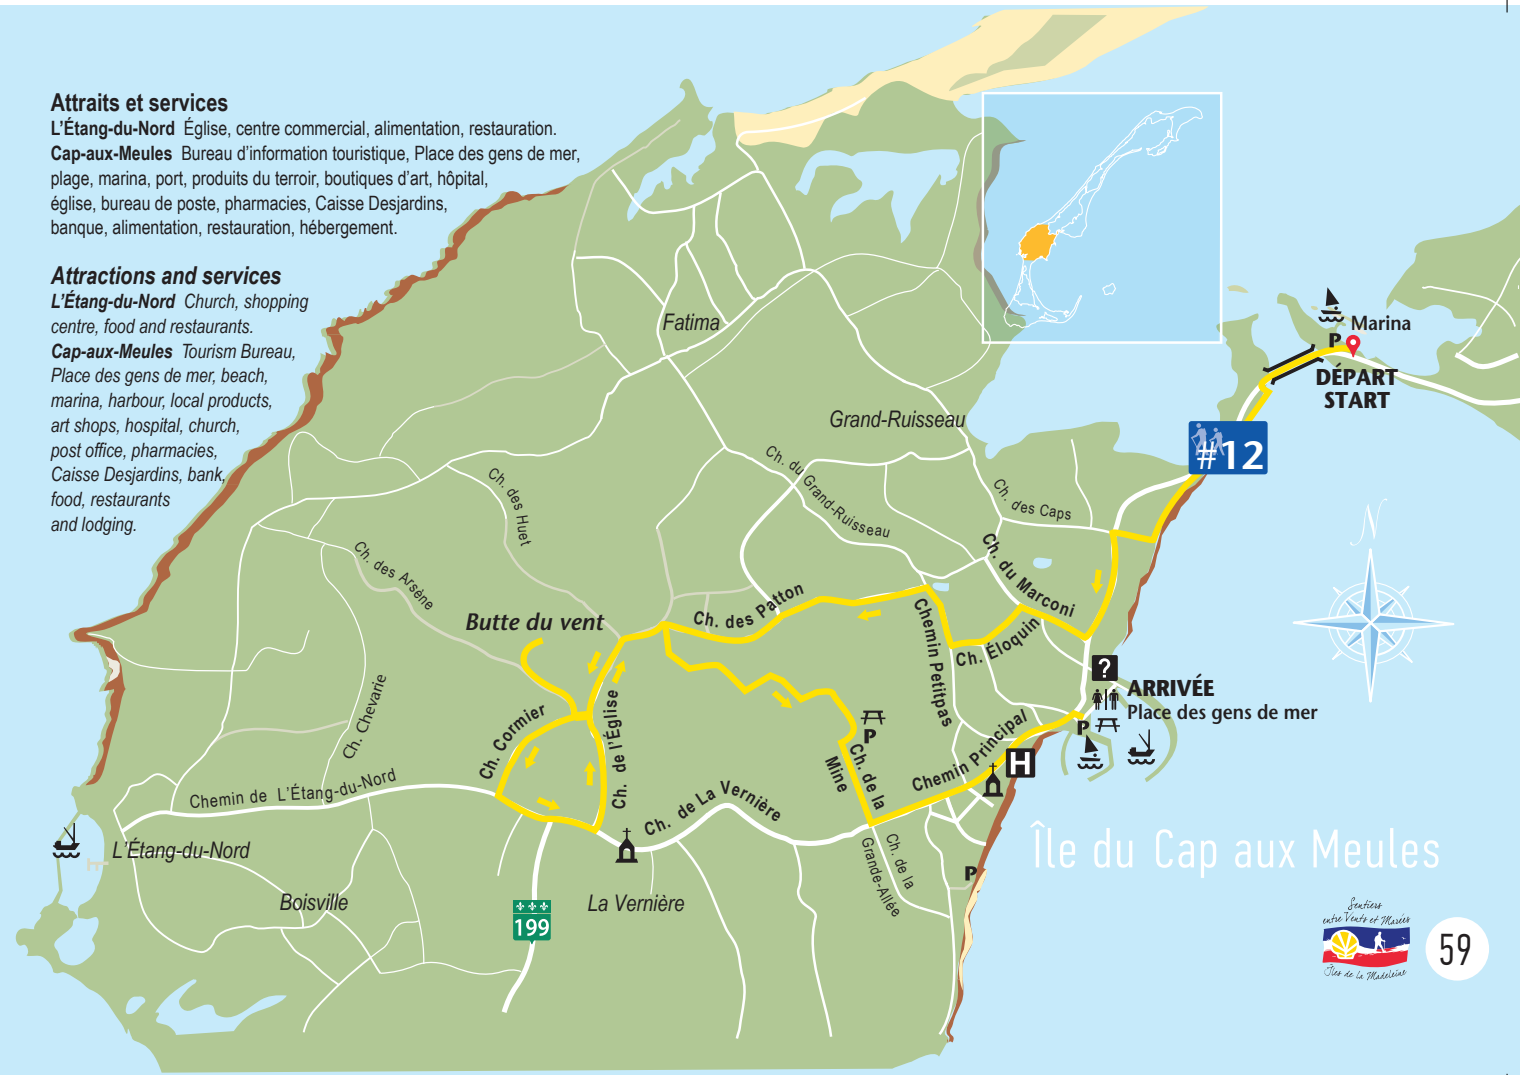 Attraits et services
L'Étang-du-Nord Église, centre commercial, alimentation, restauration.
Cap-aux-Meules Bureau d'information touristique, Place des gens de mer,
plage, marina, port, produits du terroir, boutiques d'art, hôpital,
église, bureau de poste, pharmacies, Caisse Desjardins,
banque, alimentation, restauration, hébergement.
Attractions and services
L'Étang-du-Nord Church, shopping
centre, food and restaurants.
Cap-aux-Meules Tourism Bureau,
Place des gens de mer, beach,
marina, harbour, local products,
art shops, hospital, church,
post office, pharmacies,
Caisse Desjardins, bank,
food, restaurants
and lodging.
Marina
P
DÉPART
START
Fatima
Grand-Ruisseau
#12
Ch. du Grand-Ruisseau
Ch. des Huet
Ch. des Caps
N
Ch. des Arsène
Ch. du Marconi
Butte du vent
Ch. des Patton
Chemin Petitpas
Ch. Éloquin
?
ARRIVÉE
Place des gens de mer
P
Ch. Chevarie
Ch. Cormier
Ch. de l'Église
P
Ch. de la
Mine
Chemin Principal
H
Chemin de L'Étang-du-Nord
Ch. de La Vernière
L'Étang-du-Nord
Ch. de la
Grande-Allée
P
Île du Cap aux Meules
Boisville
La Vernière
199
Sentiers
entre Vents et Marées
Îles de la Madeleine
59